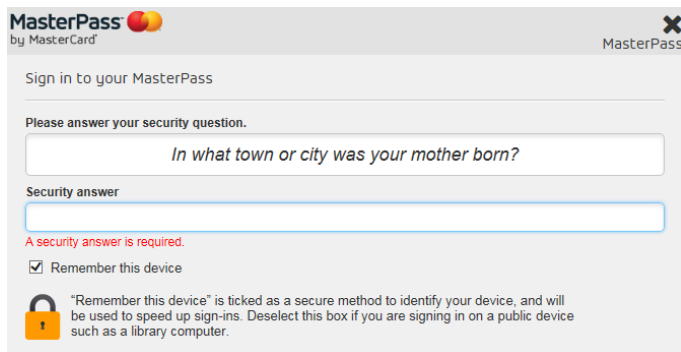 MasterPass
by MasterCard
MasterPass
Sign in to your MasterPass
Please answer your security question.
In what town or city was your mother born?
Security answer
A security answer is required.
Remember this device
“Remember this device” is ticked as a secure method to identify your device, and will
be used to speed up sign-ins. Deselect this box if you are signing in on a public device
such as a library computer.